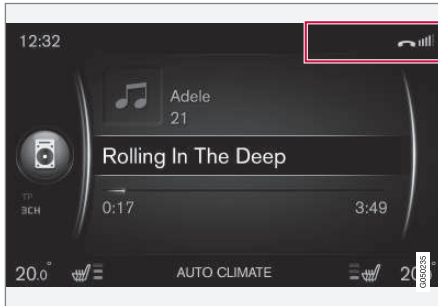 12:32
Adele
21
Rolling In The Deep
TP
3CH
0:17
3:49
20.0°
AUTO CLIMATE
20
G050235